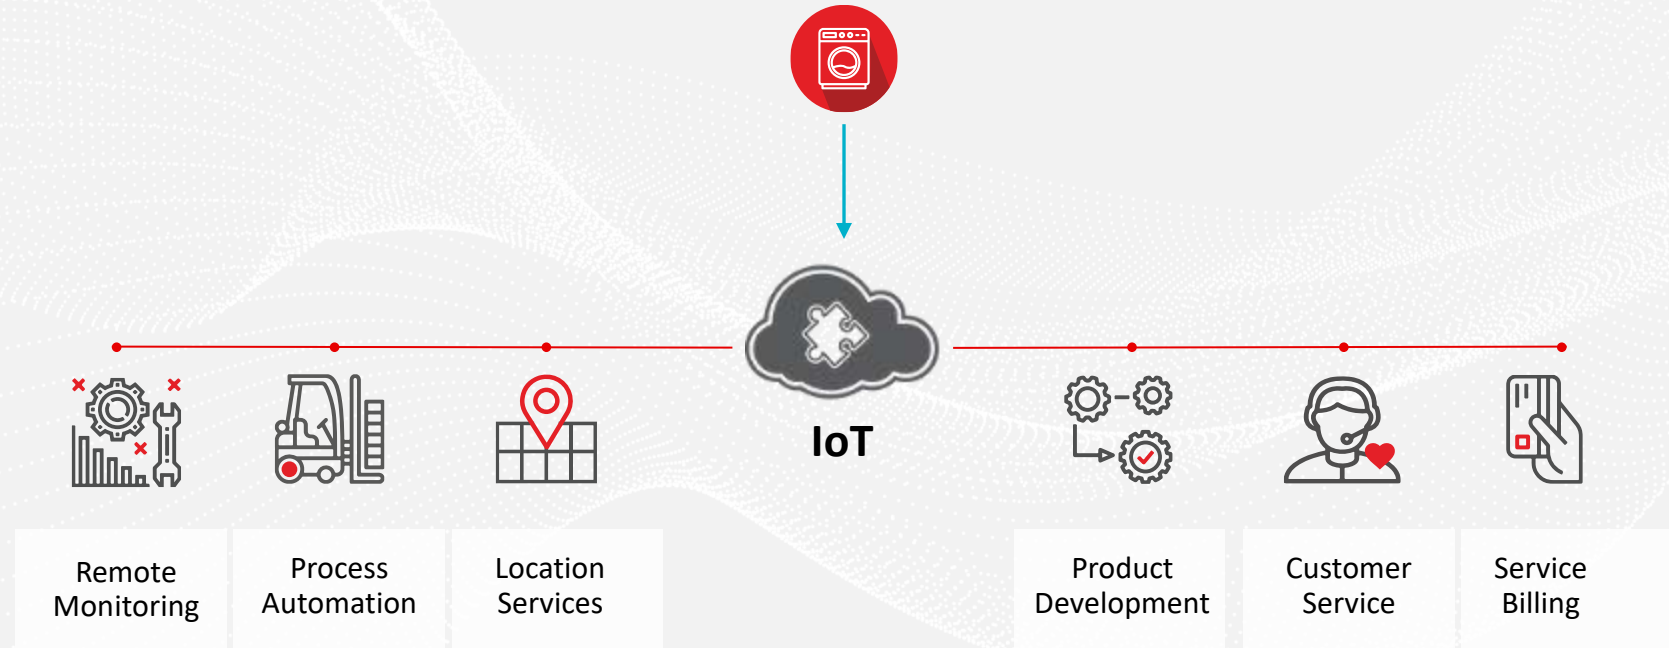 IoT
Remote
Monitoring
Process
Automation
Location
Services
Product
Development
Customer
Service
Service
Billing